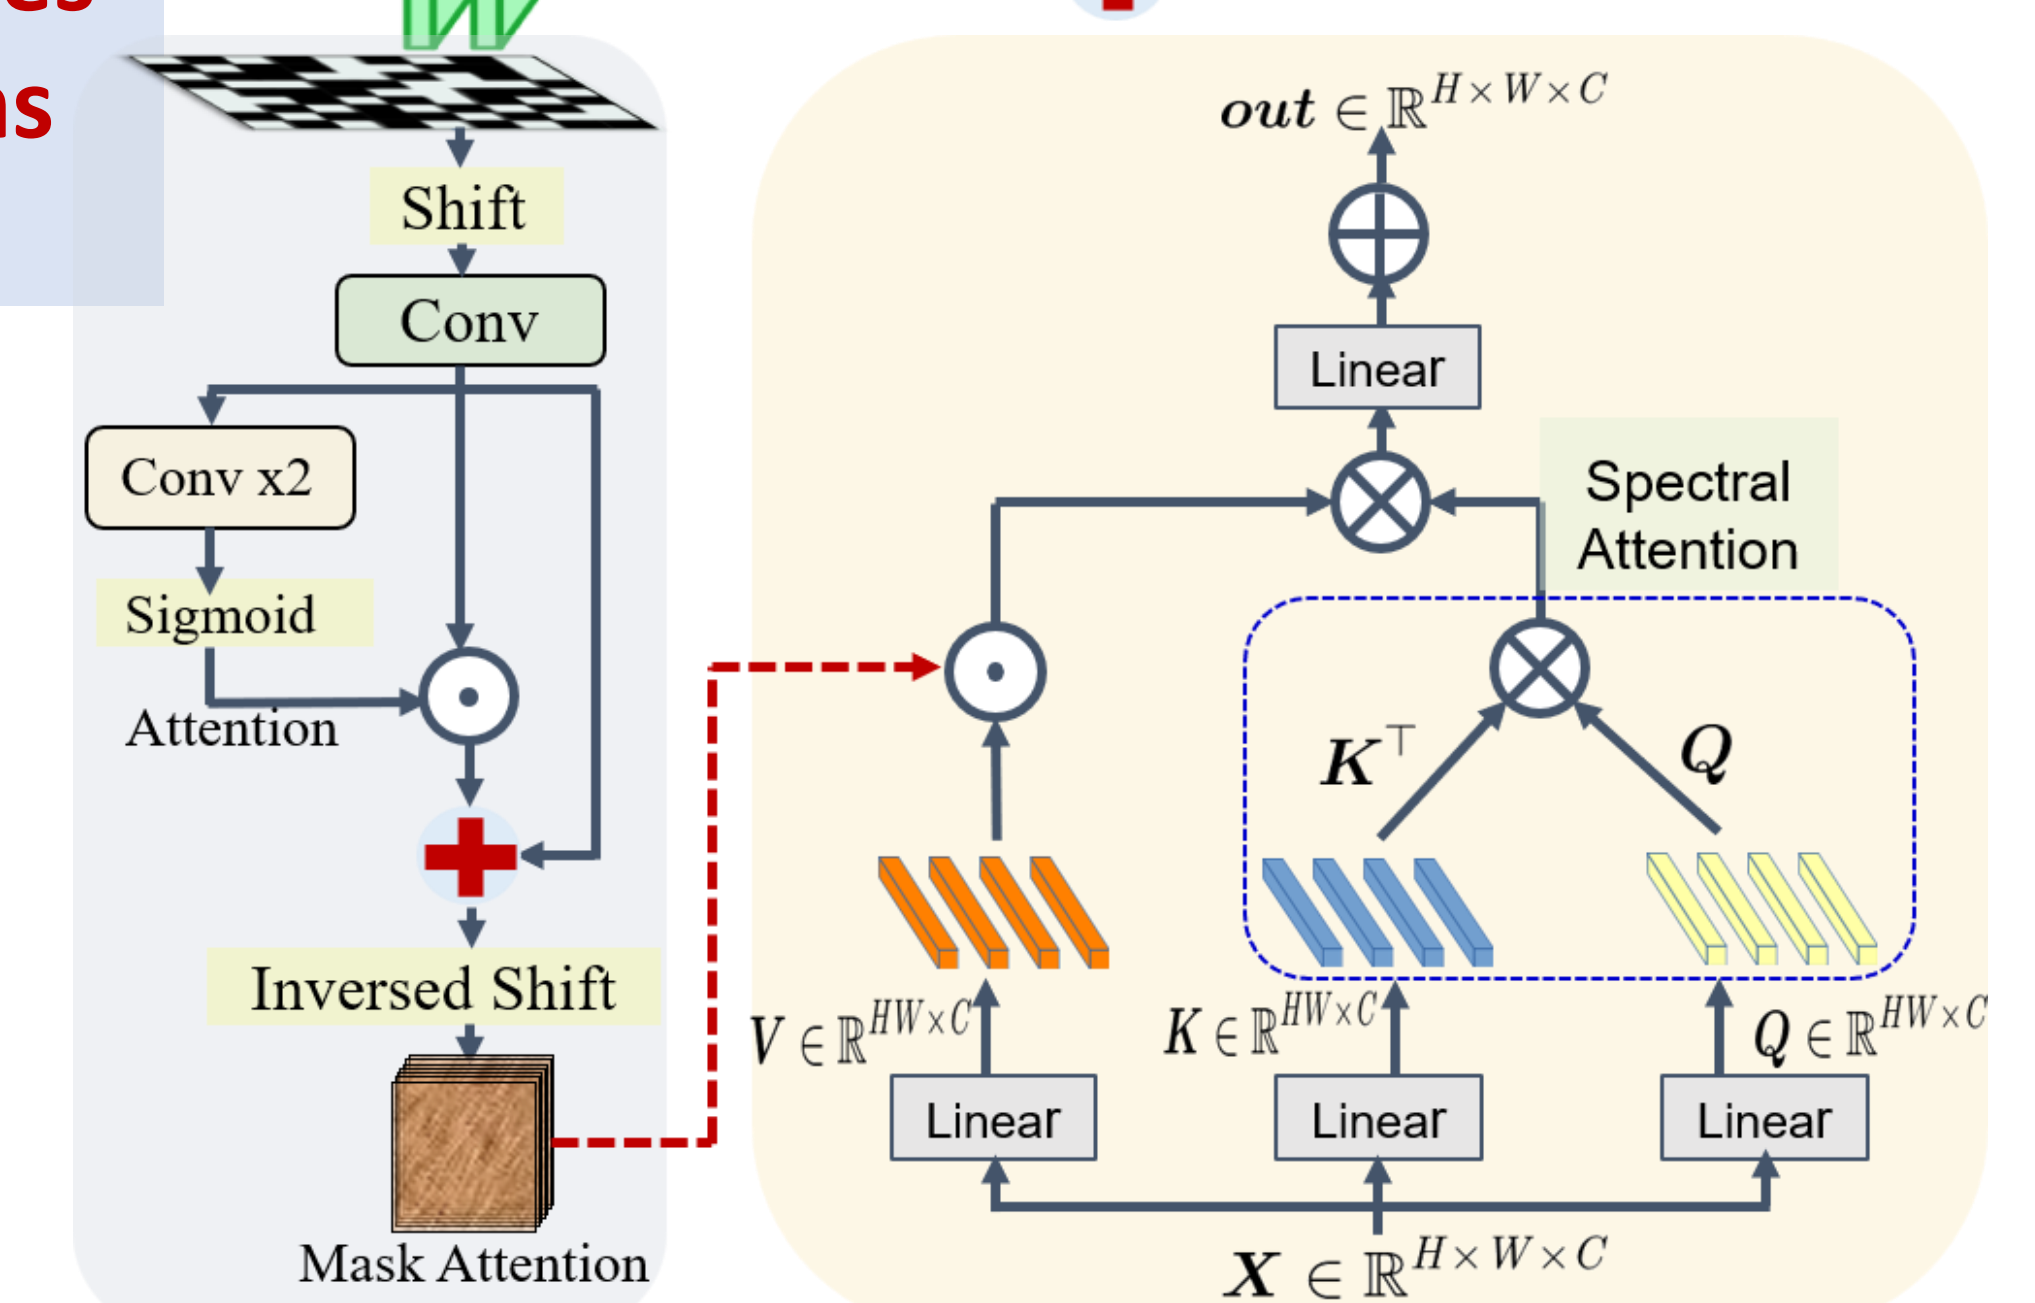 W
Shift
Conv
Conv x2
Sigmoid
Attention
Inversed Shift
Mask Attention
out ∈ ℝ^{H×W×C}
Linear
Spectral
Attention
K^⊤
Q
V ∈ ℝ^{HW×C}
K ∈ ℝ^{HW×C}
Q ∈ ℝ^{HW×C}
Linear
Linear
Linear
X ∈ ℝ^{H×W×C}